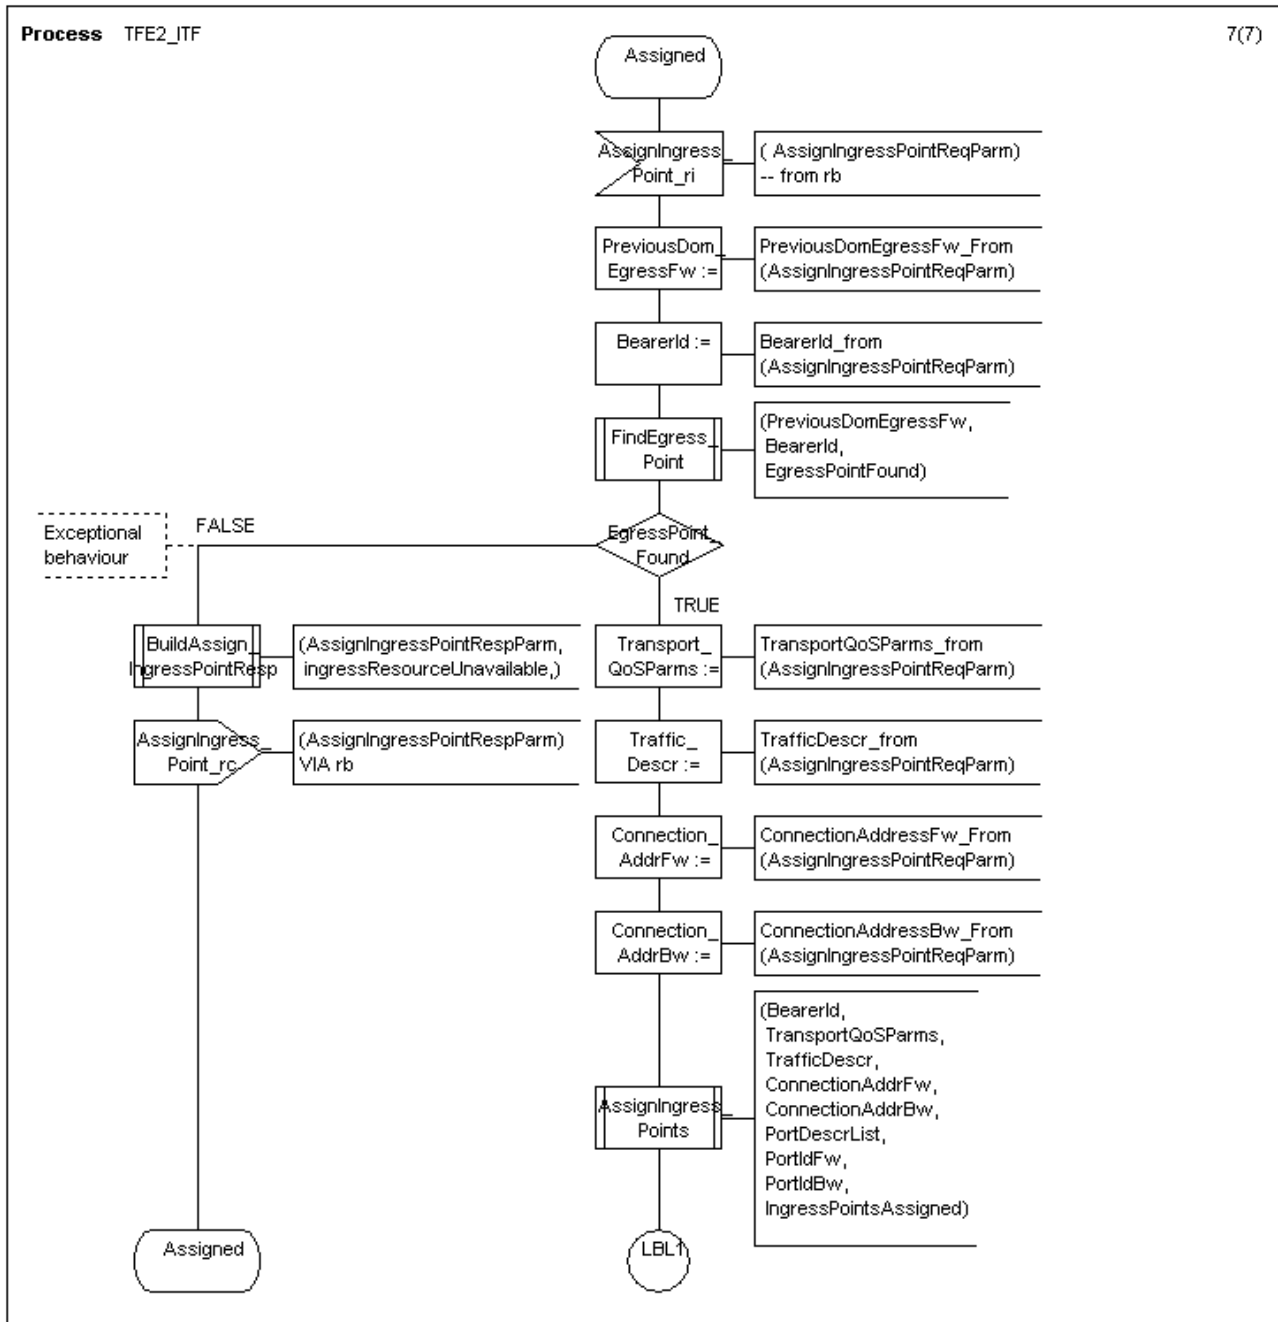 Process TFE2_ITF
7(7)
Assigned
AssignIngress_
Point_ri
( AssignIngressPointReqParm)
-- from rb
PreviousDom_
EgressFw :=
PreviousDomEgressFw_From
(AssignIngressPointReqParm)
BearerId :=
BearerId_from
(AssignIngressPointReqParm)
FindEgress_
Point
(PreviousDomEgressFw,
BearerId,
EgressPointFound)
Exceptional
behaviour
FALSE
EgressPoint_
Found
TRUE
BuildAssign_
IngressPointResp
(AssignIngressPointRespParm,
ingressResourceUnavailable,)
Transport_
QoSParms :=
TransportQoSParms_from
(AssignIngressPointReqParm)
AssignIngress_
Point_rc
(AssignIngressPointRespParm)
VIA rb
Traffic_
Descr :=
TrafficDescr_from
(AssignIngressPointReqParm)
Connection_
AddrFw :=
ConnectionAddressFw_From
(AssignIngressPointReqParm)
Connection_
AddrBw :=
ConnectionAddressBw_From
(AssignIngressPointReqParm)
AssignIngress_
Points
(BearerId,
TransportQoSParms,
TrafficDescr,
ConnectionAddrFw,
ConnectionAddrBw,
PortDescrList,
PortIdFw,
PortIdBw,
IngressPointsAssigned)
Assigned
LBL1